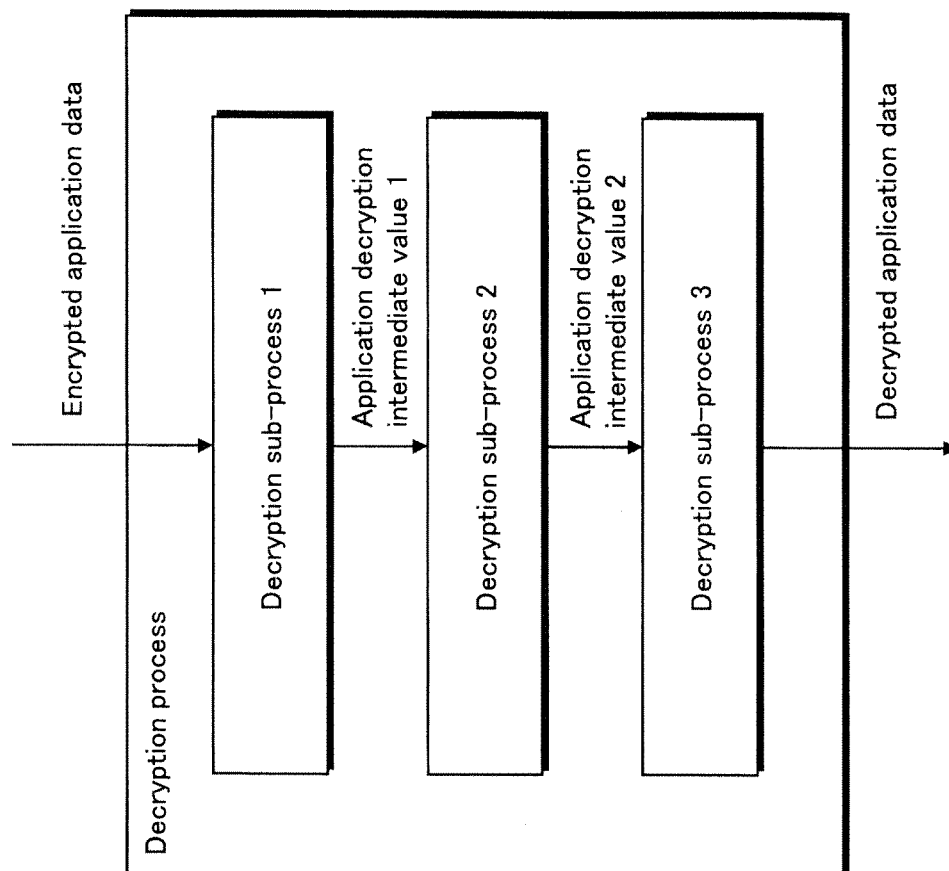 Encrypted application data
Decryption process
Decryption sub-process 1
Application decryption
intermediate value 1
Decryption sub-process 2
Application decryption
intermediate value 2
Decryption sub-process 3
Decrypted application data